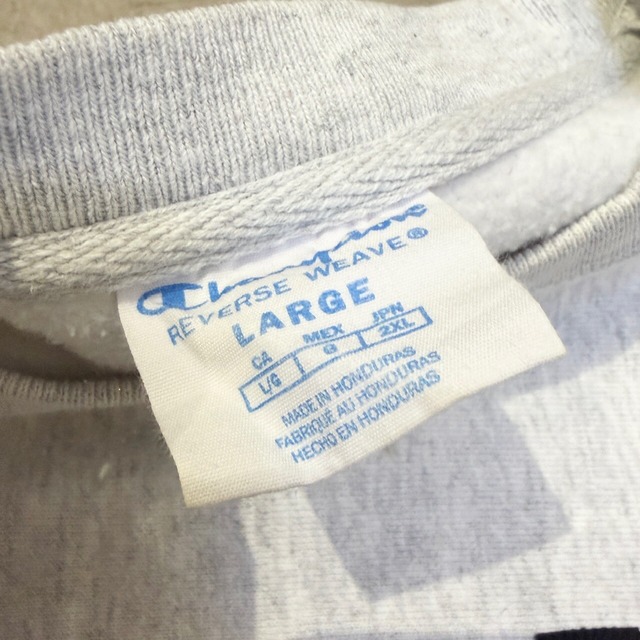 Champion
REVERSE WEAVE®
LARGE
CA MEX JPN
L/G G 2XL
MADE IN HONDURAS
FABRIQUÉ AU HONDURAS
HECHO EN HONDURAS